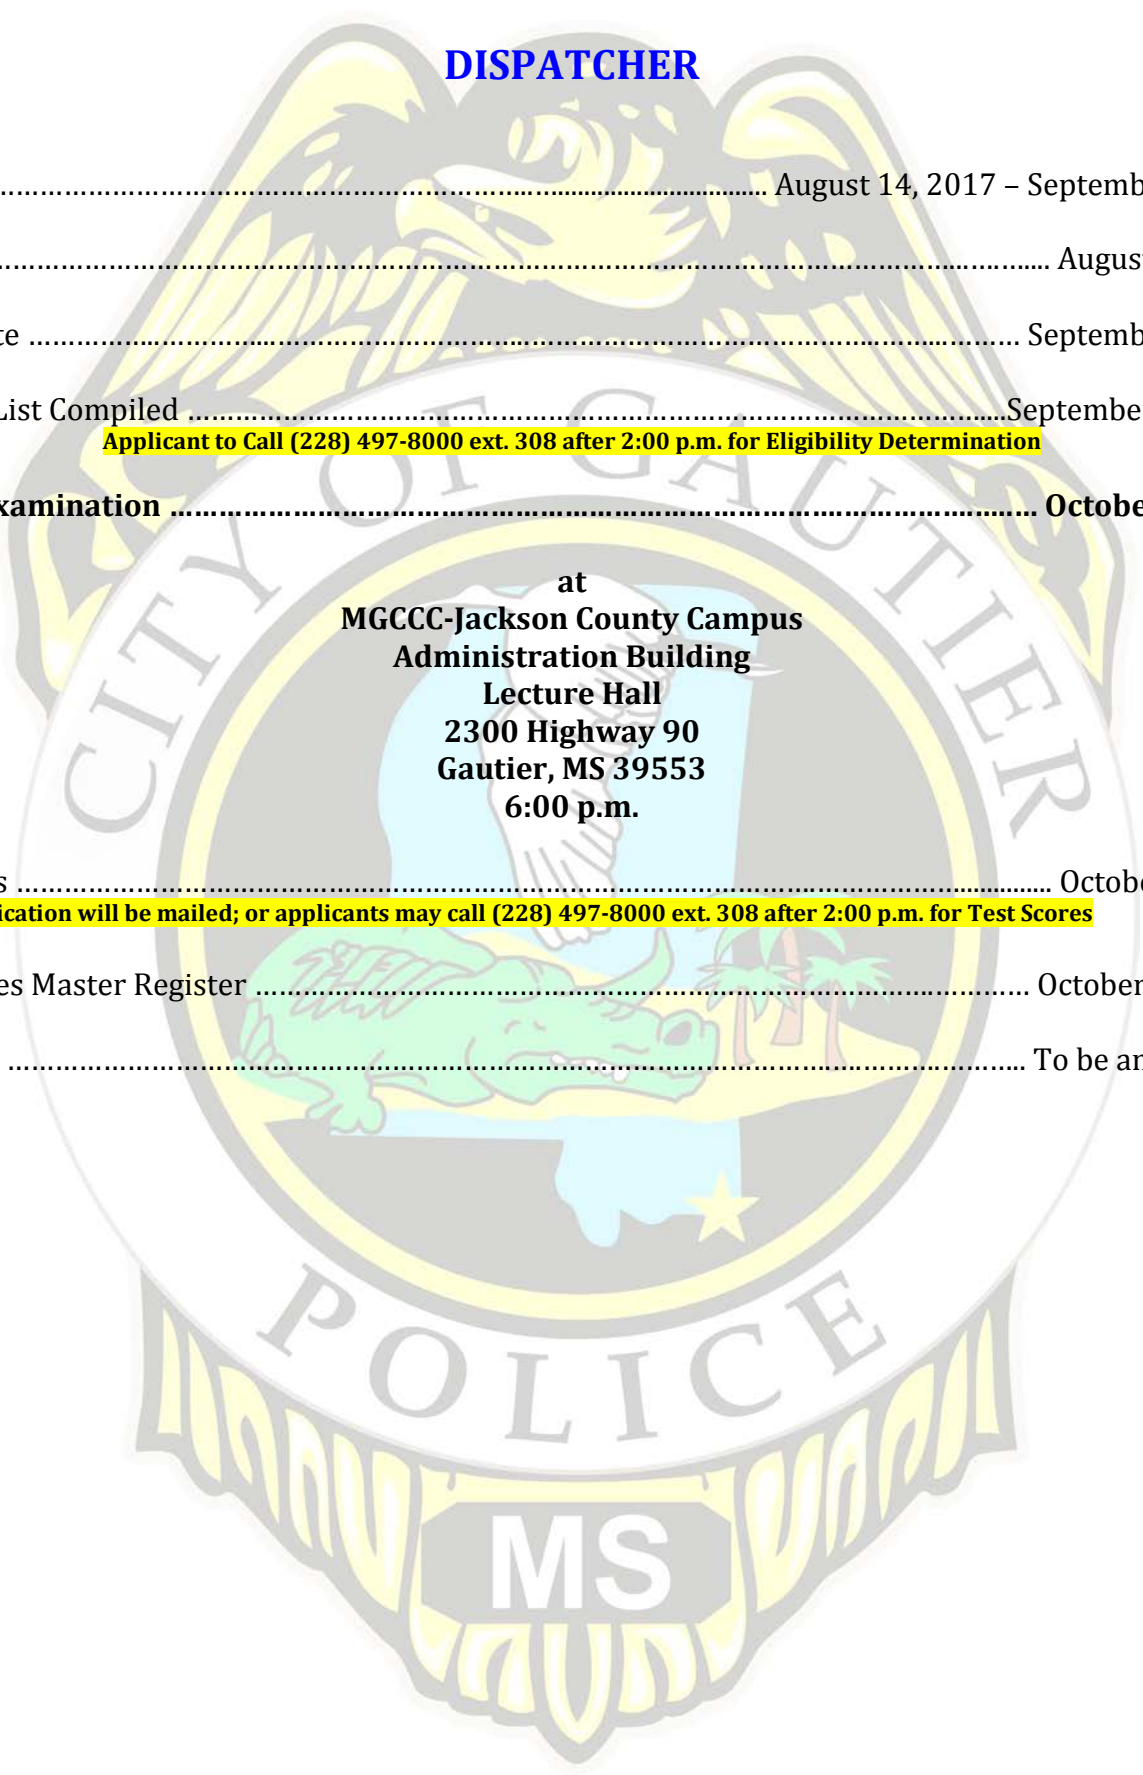 DISPATCHER
……………………………………………………………..…........................... August 14, 2017 – Septemb
……………………………………………………………………………………………………….…….….... August
te …………..…………..……………………………………………………………………………..……… Septemb
List Compiled ………………………………………………………………………………………….....September
Applicant to Call (228) 497-8000 ext. 308 after 2:00 p.m. for Eligibility Determination
xamination ……………………………………………………………………….………………..…… Octobe
at
MGCCC-Jackson County Campus
Administration Building
Lecture Hall
2300 Highway 90
Gautier, MS 39553
6:00 p.m.
s …………………………………………………………………………………….………………............... Octobe
ication will be mailed; or applicants may call (228) 497-8000 ext. 308 after 2:00 p.m. for Test Scores
es Master Register …………………………………………………………………………..………… October
…………………………………………………………………………………………….…….……….……….. To be an
CITY OF GAUTIER
POLICE
MS